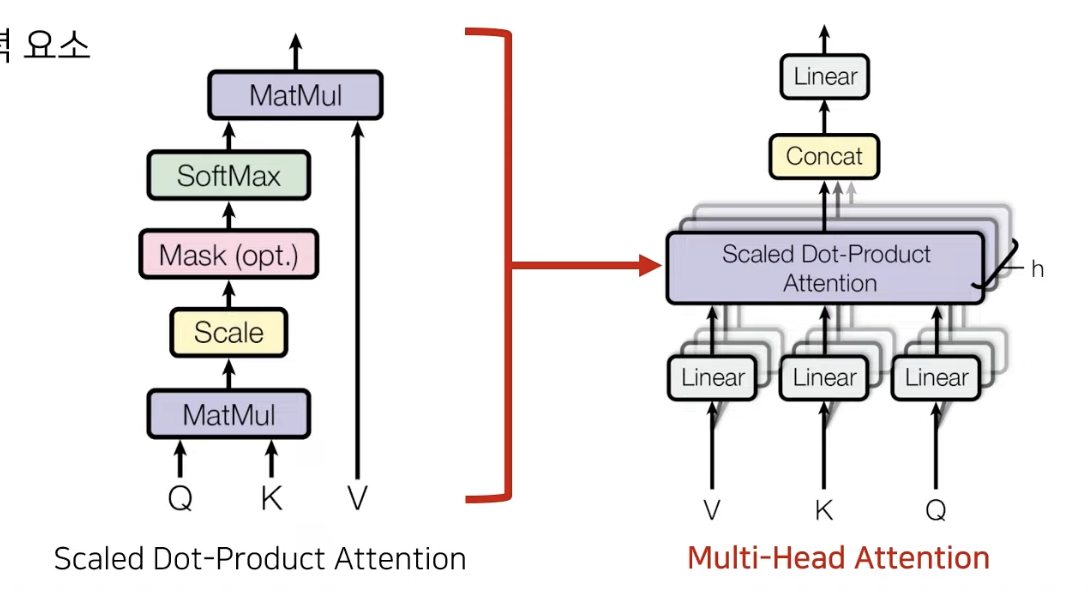 요소
MatMul
SoftMax
Mask (opt.)
Scale
MatMul
Q K V
Scaled Dot-Product Attention
Linear
Concat
Scaled Dot-Product
Attention
h
Linear Linear Linear
V K Q
Multi-Head Attention